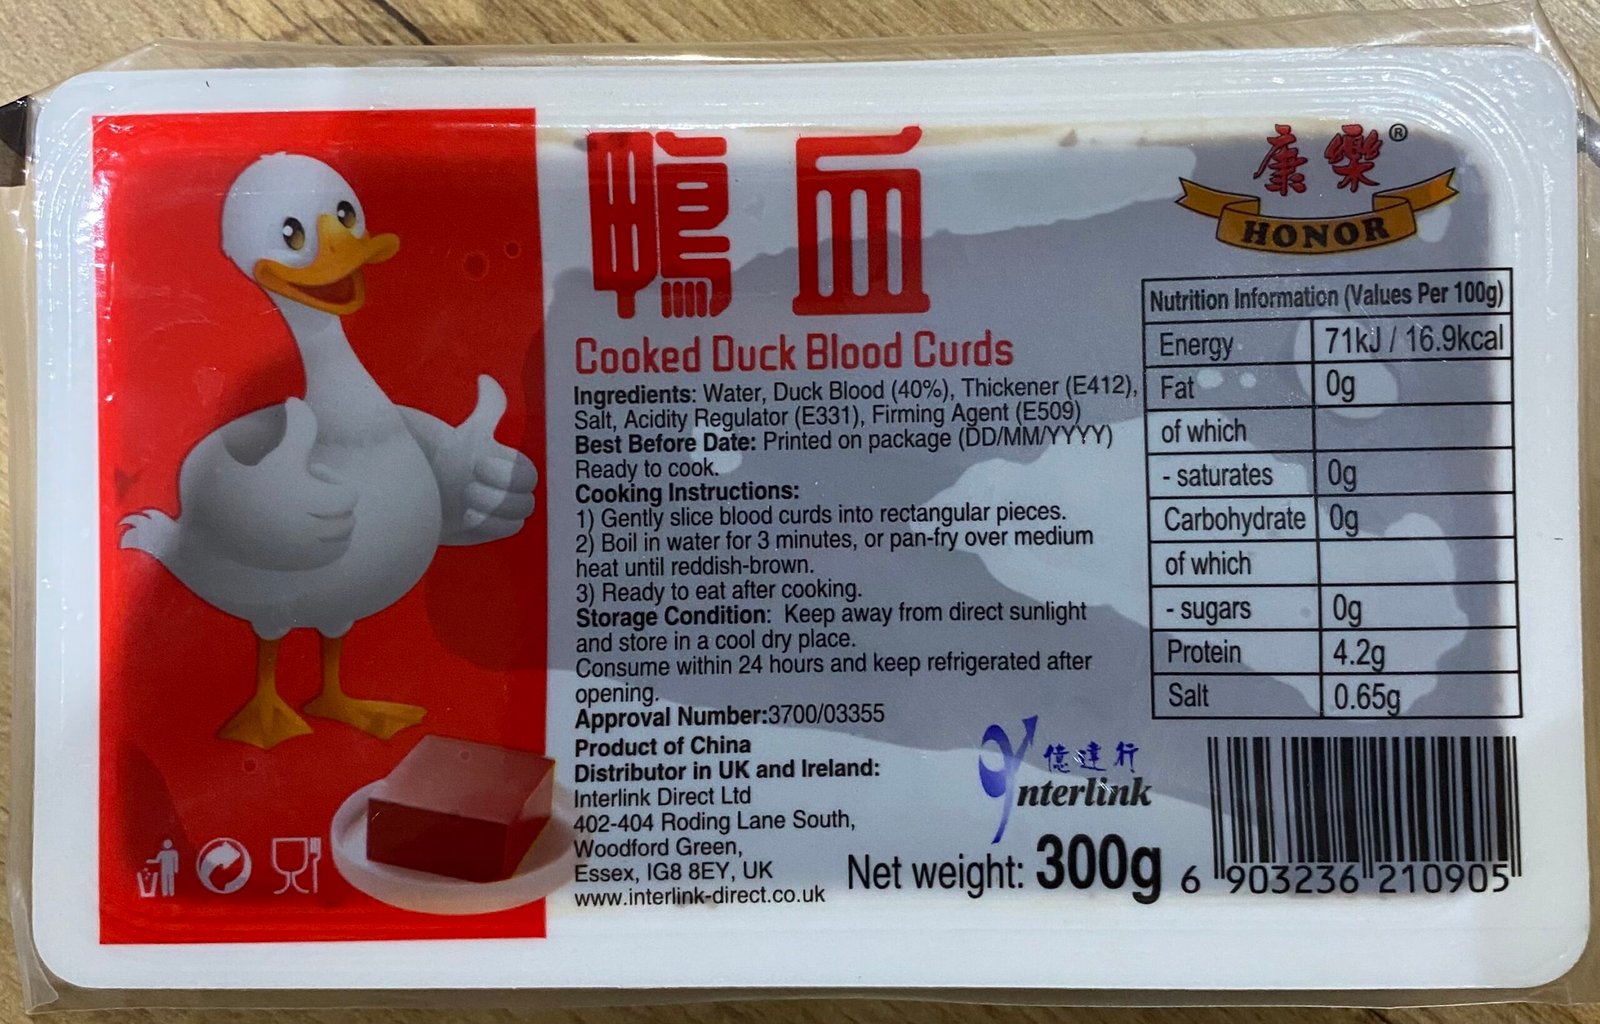 鴨血
Cooked Duck Blood Curds
Ingredients: Water, Duck Blood (40%), Thickener (E412),
Salt, Acidity Regulator (E331), Firming Agent (E509)
Best Before Date: Printed on package (DD/MM/YYYY)
Ready to cook.
Cooking Instructions:
1) Gently slice blood curds into rectangular pieces.
2) Boil in water for 3 minutes, or pan-fry over medium
heat until reddish-brown.
3) Ready to eat after cooking.
Storage Condition: Keep away from direct sunlight
and store in a cool dry place.
Consume within 24 hours and keep refrigerated after
opening.
Approval Number:3700/03355
Product of China
Distributor in UK and Ireland:
Interlink Direct Ltd
402-404 Roding Lane South,
Woodford Green,
Essex, IG8 8EY, UK
www.interlink-direct.co.uk
康樂®
HONOR
Nutrition Information (Values Per 100g)
Energy 71kJ / 16.9kcal
Fat 0g
of which
- saturates 0g
Carbohydrate 0g
of which
- sugars 0g
Protein 4.2g
Salt 0.65g
億達行
Interlink
Net weight: 300g
6 903236 210905